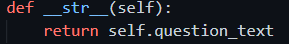 def __str__(self):
    return self.question_text